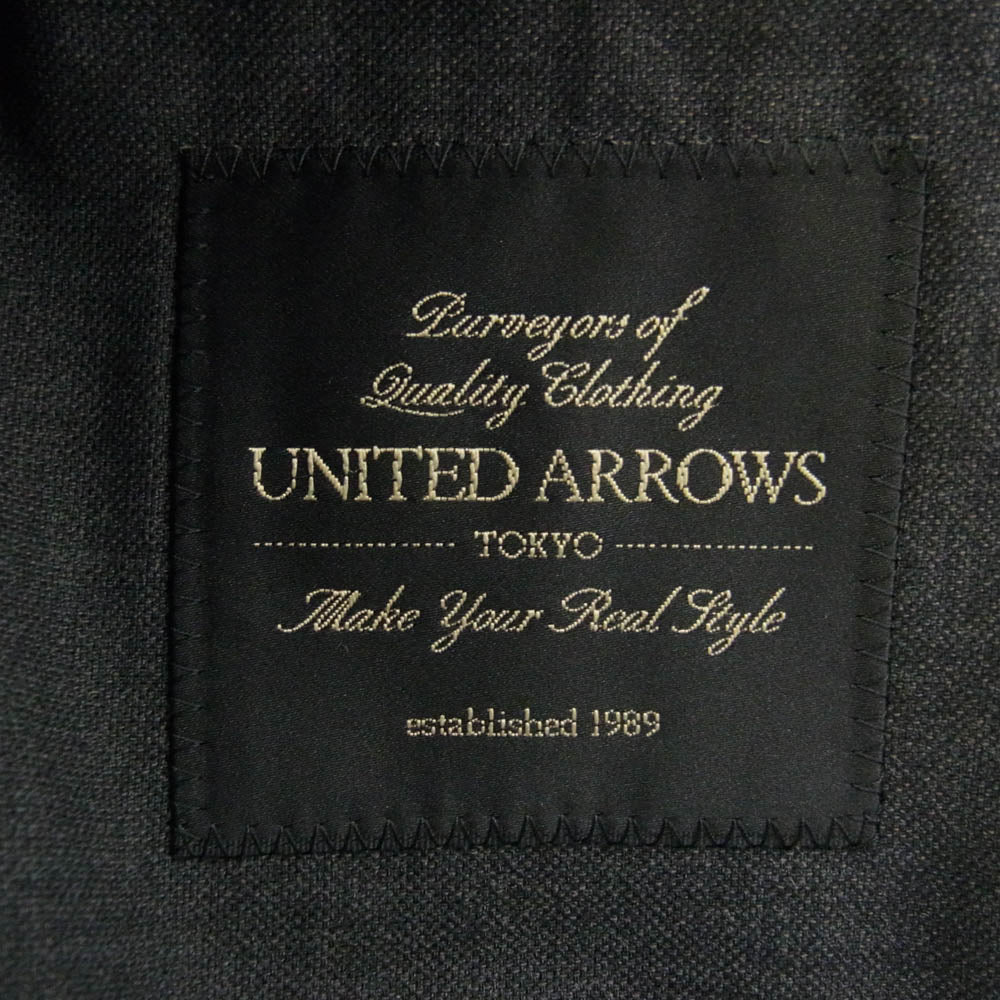 Purveyors of
Quality Clothing
UNITED ARROWS
TOKYO
Make Your Real Style
established 1989